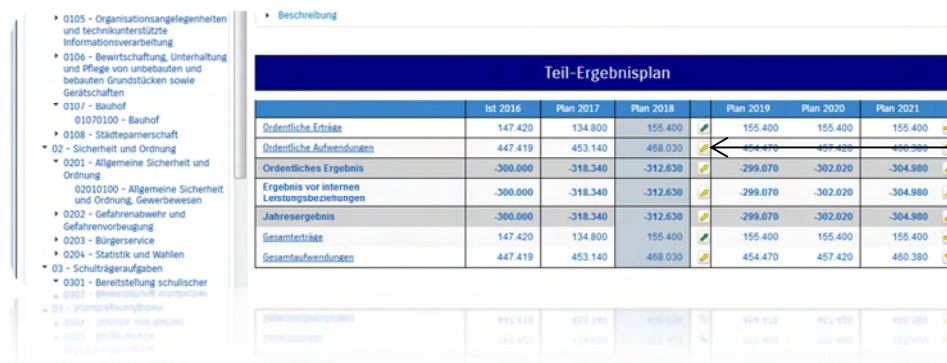 0105 - Organisationsangelegenheiten
und technikunterstützte
Informationsverarbeitung
0106 - Bewirtschaftung, Unterhaltung
und Pflege von unbebauten und
bebauten Grundstücken sowie
Gerätschaften
0107 - Bauhof
01070100 - Bauhof
0108 - Städtepartnerschaft
02 - Sicherheit und Ordnung
0201 - Allgemeine Sicherheit und
Ordnung
02010100 - Allgemeine Sicherheit
und Ordnung, Gewerbewesen
0202 - Gefahrenabwehr und
Gefahrenvorbeugung
0203 - Bürgerservice
0204 - Statistik und Wahlen
03 - Schulträgeraufgaben
0301 - Bereitstellung schulischer
Beschreibung
Teil-Ergebnisplan
Ist 2016 Plan 2017 Plan 2018 Plan 2019 Plan 2020 Plan 2021
Ordentliche Erträge 147.420 134.800 155.400 155.400 155.400 155.400
Ordentliche Aufwendungen 447.419 453.140 468.030 454.470 457.420 460.380
Ordentliches Ergebnis -300.000 -318.340 -312.630 -299.070 -302.020 -304.980
Ergebnis vor internen
Leistungsbeziehungen -300.000 -318.340 -312.630 -299.070 -302.020 -304.980
Jahresergebnis -300.000 -318.340 -312.630 -299.070 -302.020 -304.980
Gesamterträge 147.420 134.800 155.400 155.400 155.400 155.400
Gesamtaufwendungen 447.419 453.140 468.030 454.470 457.420 460.380